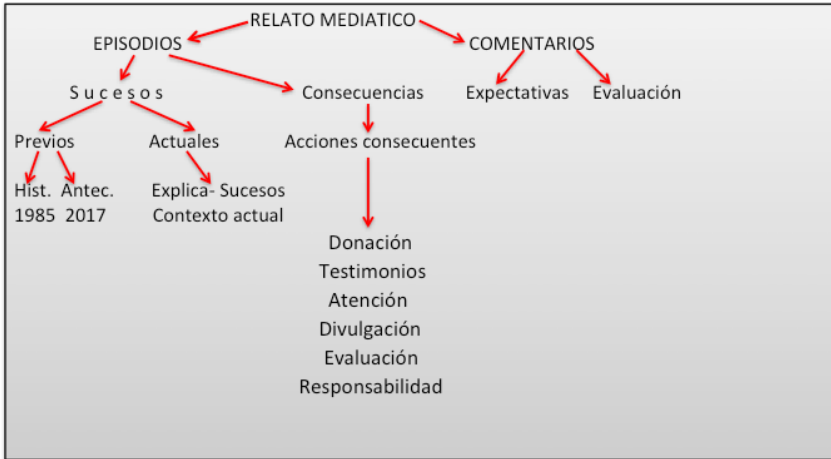 RELATO MEDIATICO
EPISODIOS COMENTARIOS
S u c e s o s Consecuencias Expectativas Evaluación
Previos Actuales Acciones consecuentes
Hist. Antec. Explica- Sucesos
1985 2017 Contexto actual
Donación
Testimonios
Atención
Divulgación
Evaluación
Responsabilidad